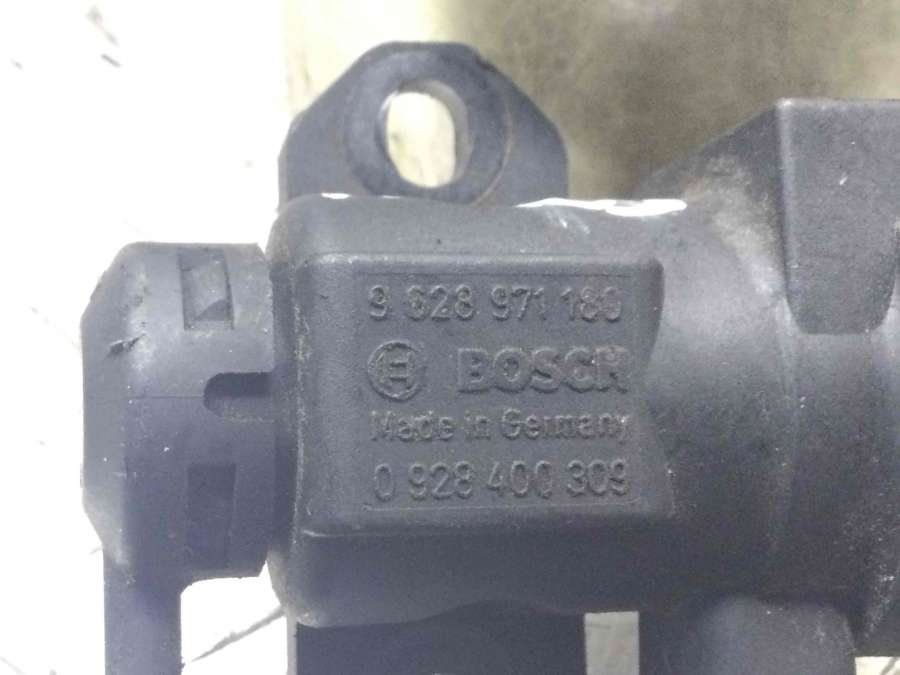 9 628 971 180
BOSCH
Made in Germany
0 928 400 309